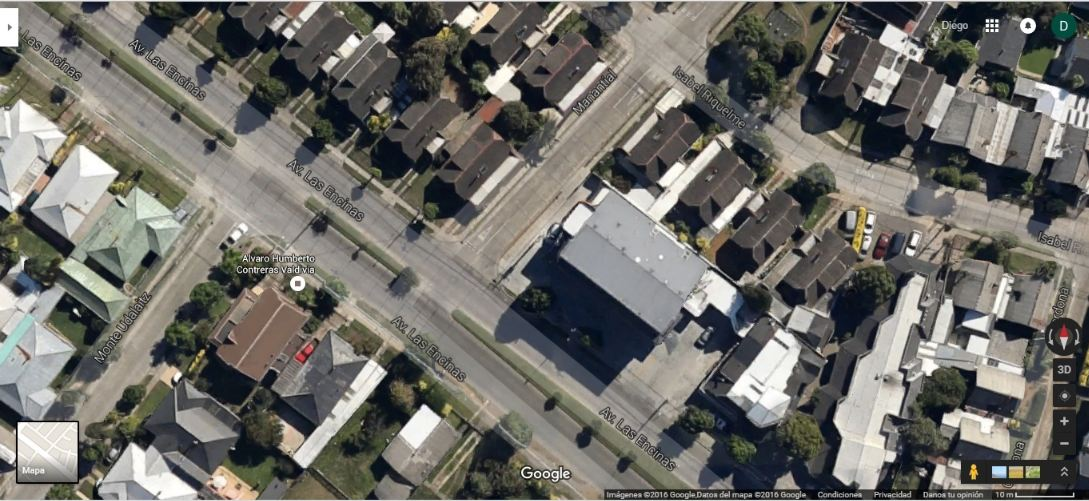 Diego
D
Av. Las Encinas
Las Encinas
Isabel Riquelme
Manantial
Av. Las Encinas
Isabel
Alvaro Humberto
Contreras Valdivia
Monte Udalaitz
Av. Las Encinas
3D
Av. Las Encinas
+
−
Mapa
Google
Imágenes ©2016 Google,Datos del mapa ©2016 Google
Condiciones
Privacidad
Danos tu opinión
10 m